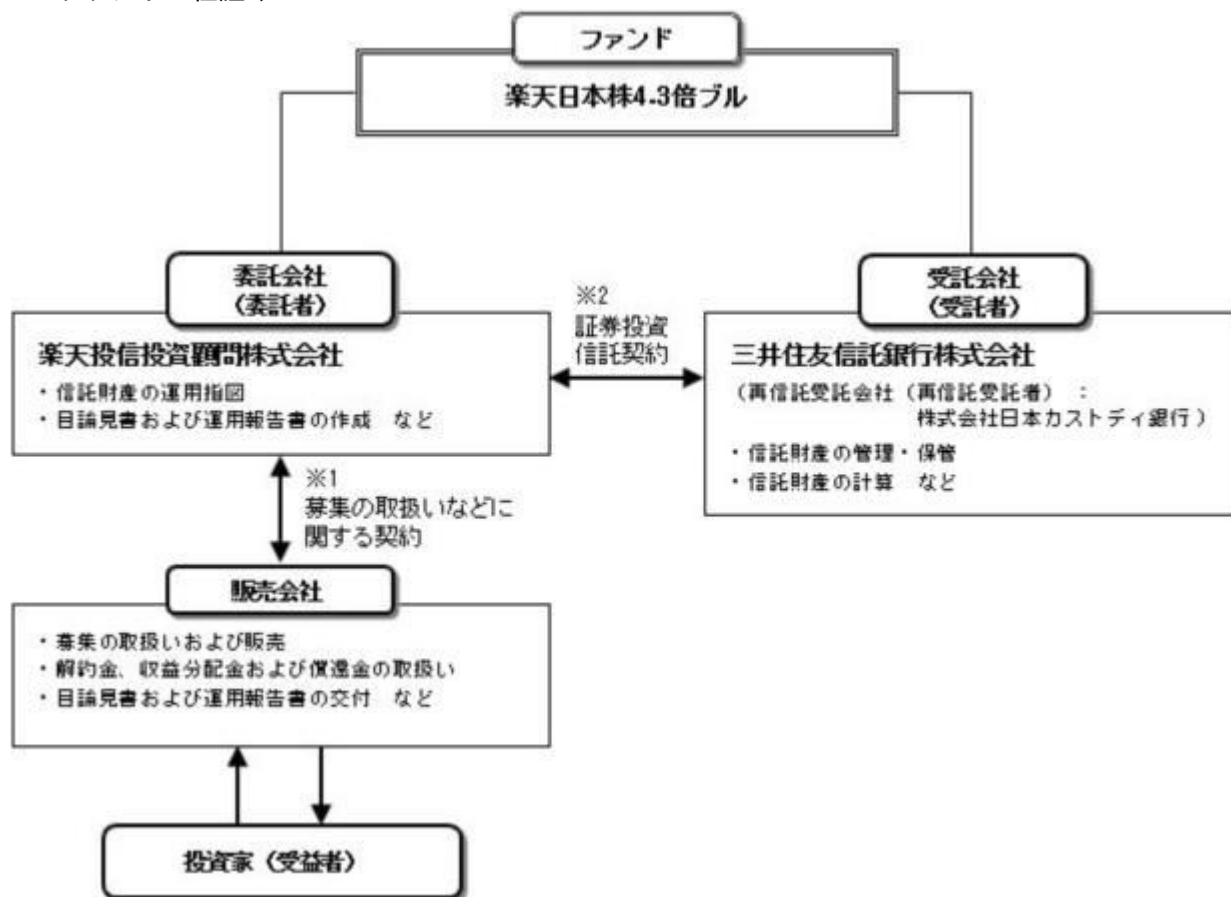 ファンド
楽天日本株4.3倍ブル
委託会社
(委託者)
楽天投信投資顧問株式会社
・信託財産の運用指図
・目論見書および運用報告書の作成 など
※2
証券投資
信託契約
受託会社
(受託者)
三井住友信託銀行株式会社
(再信託受託会社(再信託受託者):
株式会社日本カストディ銀行)
・信託財産の管理・保管
・信託財産の計算 など
※1
募集の取扱いなどに
関する契約
販売会社
・募集の取扱いおよび販売
・解約金、収益分配金および償還金の取扱い
・目論見書および運用報告書の交付 など
投資家(受益者)